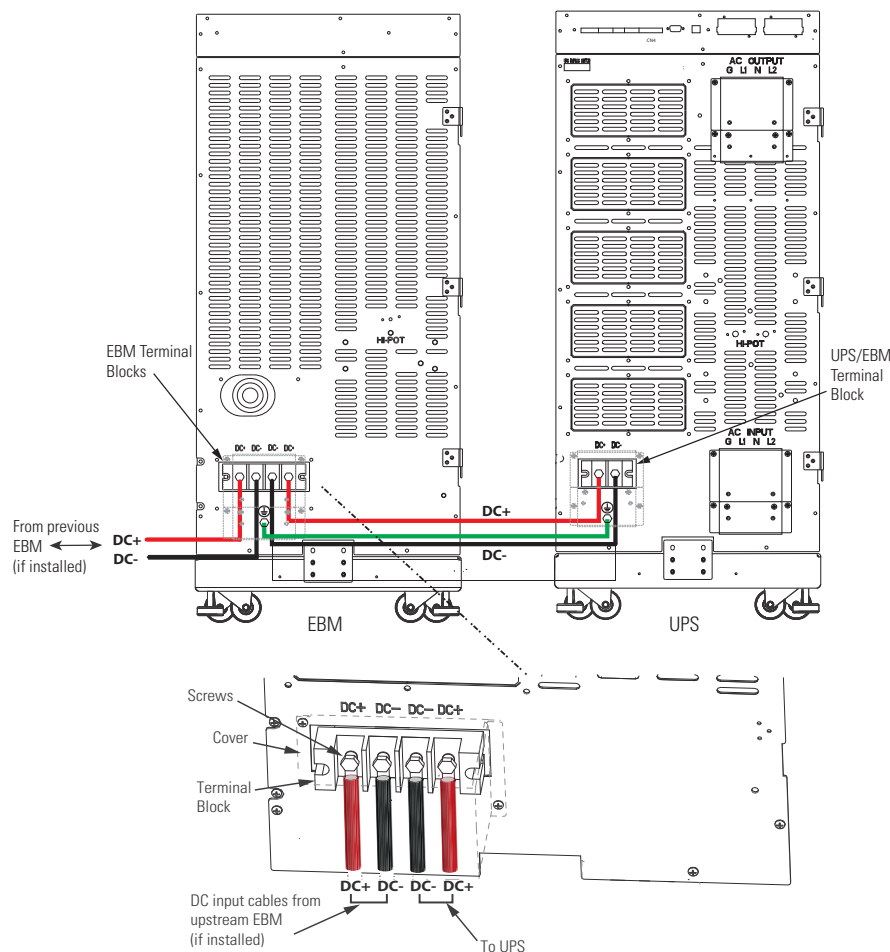 CN4
AC OUTPUT
G L1 N L2
HI-POT
HI-POT
EBM Terminal
Blocks
UPS/EBM
Terminal
Block
AC INPUT
G L1 N L2
DC+ DC- DC- DC+
DC+ DC-
From previous
EBM
(if installed)
DC+
DC-
DC+
DC-
EBM
UPS
Screws
Cover
Terminal
Block
DC+ DC− DC− DC+
DC+ DC- DC- DC+
DC input cables from
upstream EBM
(if installed)
To UPS